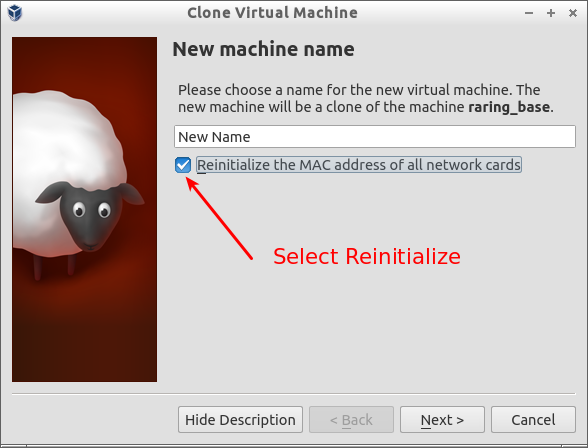 Clone Virtual Machine
New machine name
Please choose a name for the new virtual machine. The
new machine will be a clone of the machine raring_base.
New Name
Reinitialize the MAC address of all network cards
Select Reinitialize
Hide Description
< Back
Next >
Cancel